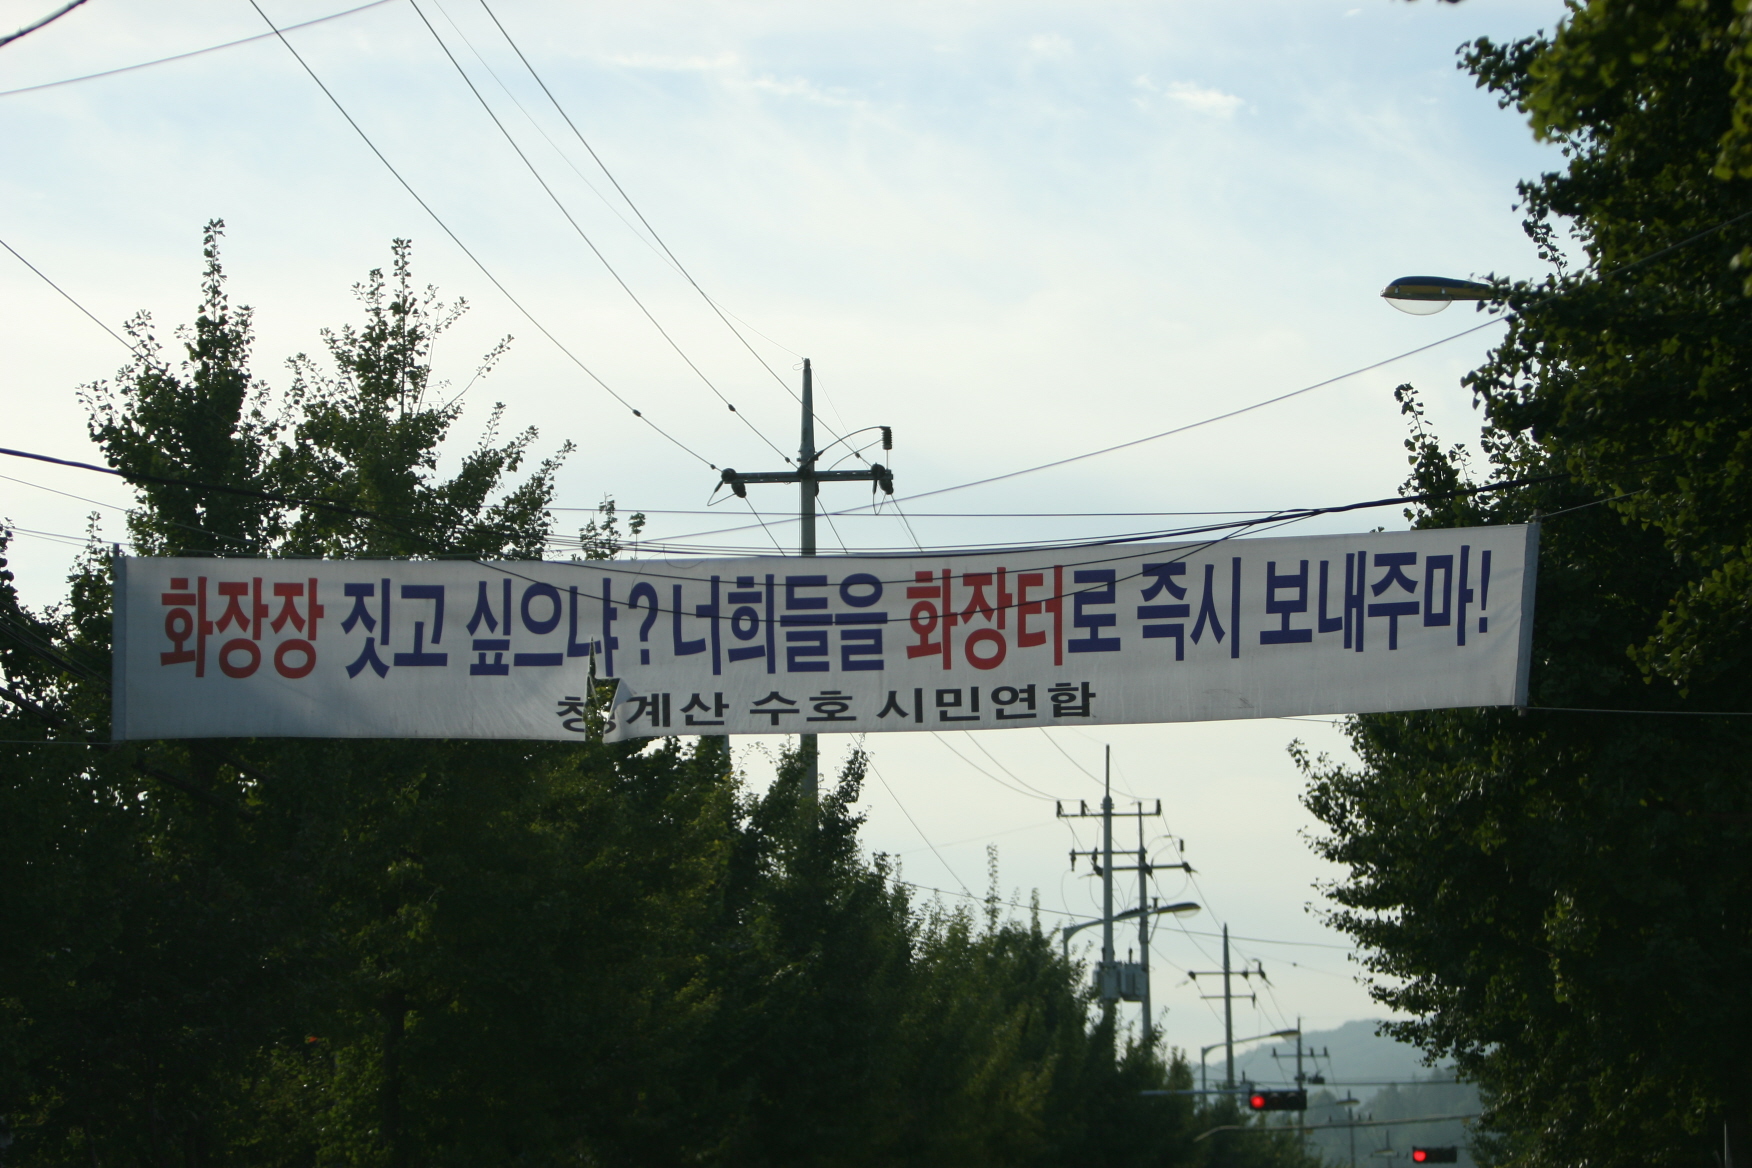 화장장 짓고 싶으냐? 너희들을 화장터로 즉시 보내주마!
청계산 수호 시민연합